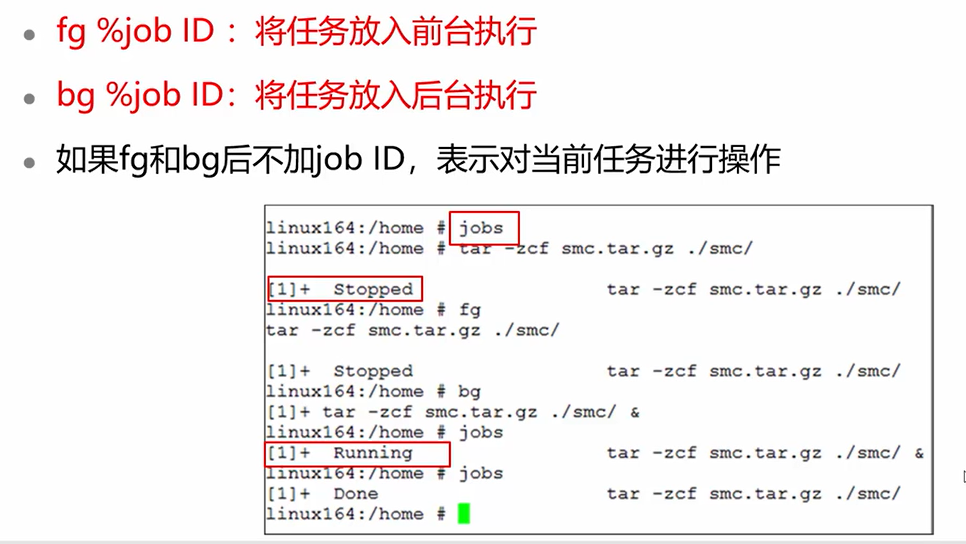 fg %job ID ：将任务放入前台执行
bg %job ID：将任务放入后台执行
如果fg和bg后不加job ID，表示对当前任务进行操作
linux164:/home # jobs
linux164:/home # tar -zcf smc.tar.gz ./smc/
[1]+  Stopped                 tar -zcf smc.tar.gz ./smc/
linux164:/home # fg
tar -zcf smc.tar.gz ./smc/
[1]+  Stopped                 tar -zcf smc.tar.gz ./smc/
linux164:/home # bg
[1]+ tar -zcf smc.tar.gz ./smc/ &
linux164:/home # jobs
[1]+  Running                 tar -zcf smc.tar.gz ./smc/ &
linux164:/home # jobs
[1]+  Done                    tar -zcf smc.tar.gz ./smc/
linux164:/home #